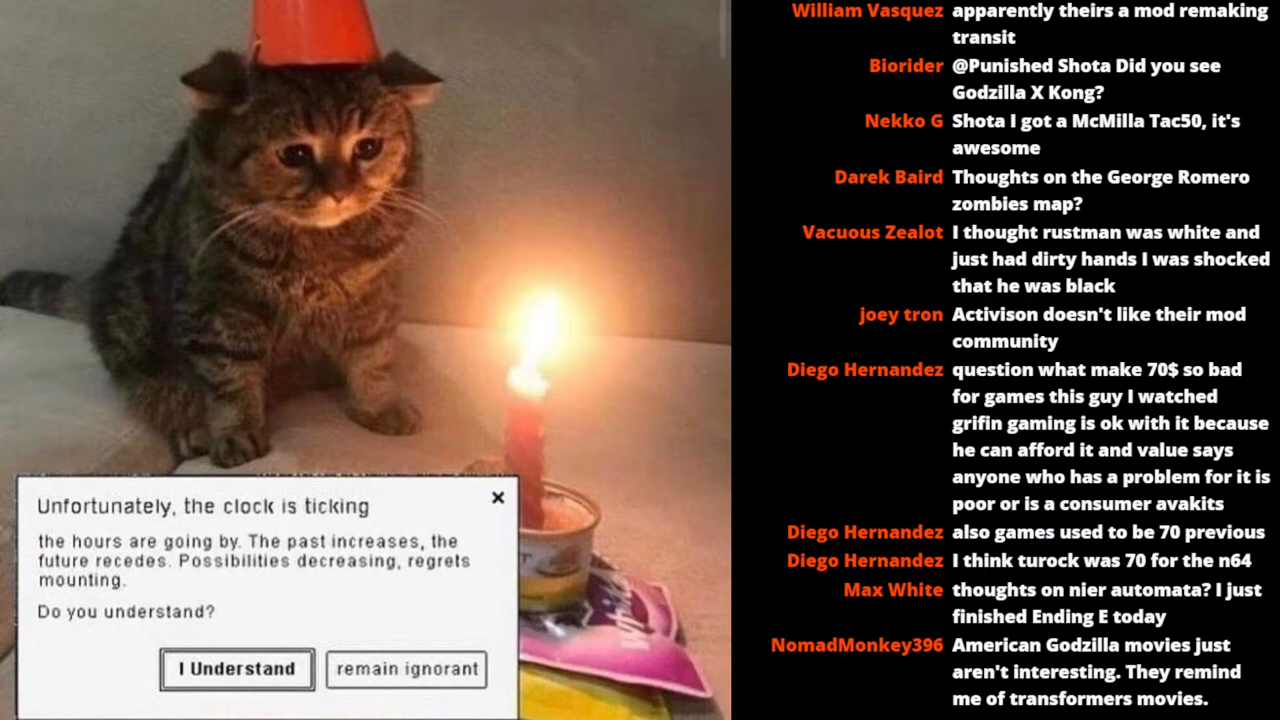 William Vasquez apparently theirs a mod remaking
transit
Biorider @Punished Shota Did you see
Godzilla X Kong?
Nekko G Shota I got a McMilla Tac50, it's
awesome
Darek Baird Thoughts on the George Romero
zombies map?
Vacuous Zealot I thought rustman was white and
just had dirty hands I was shocked
that he was black
joey tron Activison doesn't like their mod
community
Diego Hernandez question what make 70$ so bad
for games this guy I watched
grifin gaming is ok with it because
he can afford it and value says
anyone who has a problem for it is
poor or is a consumer avakits
Diego Hernandez also games used to be 70 previous
Diego Hernandez I think turock was 70 for the n64
Max White thoughts on nier automata? I just
finished Ending E today
NomadMonkey396 American Godzilla movies just
aren't interesting. They remind
me of transformers movies.
Unfortunately, the clock is ticking
the hours are going by. The past increases, the
future recedes. Possibilities decreasing, regrets
mounting.
Do you understand?
I Understand
remain ignorant